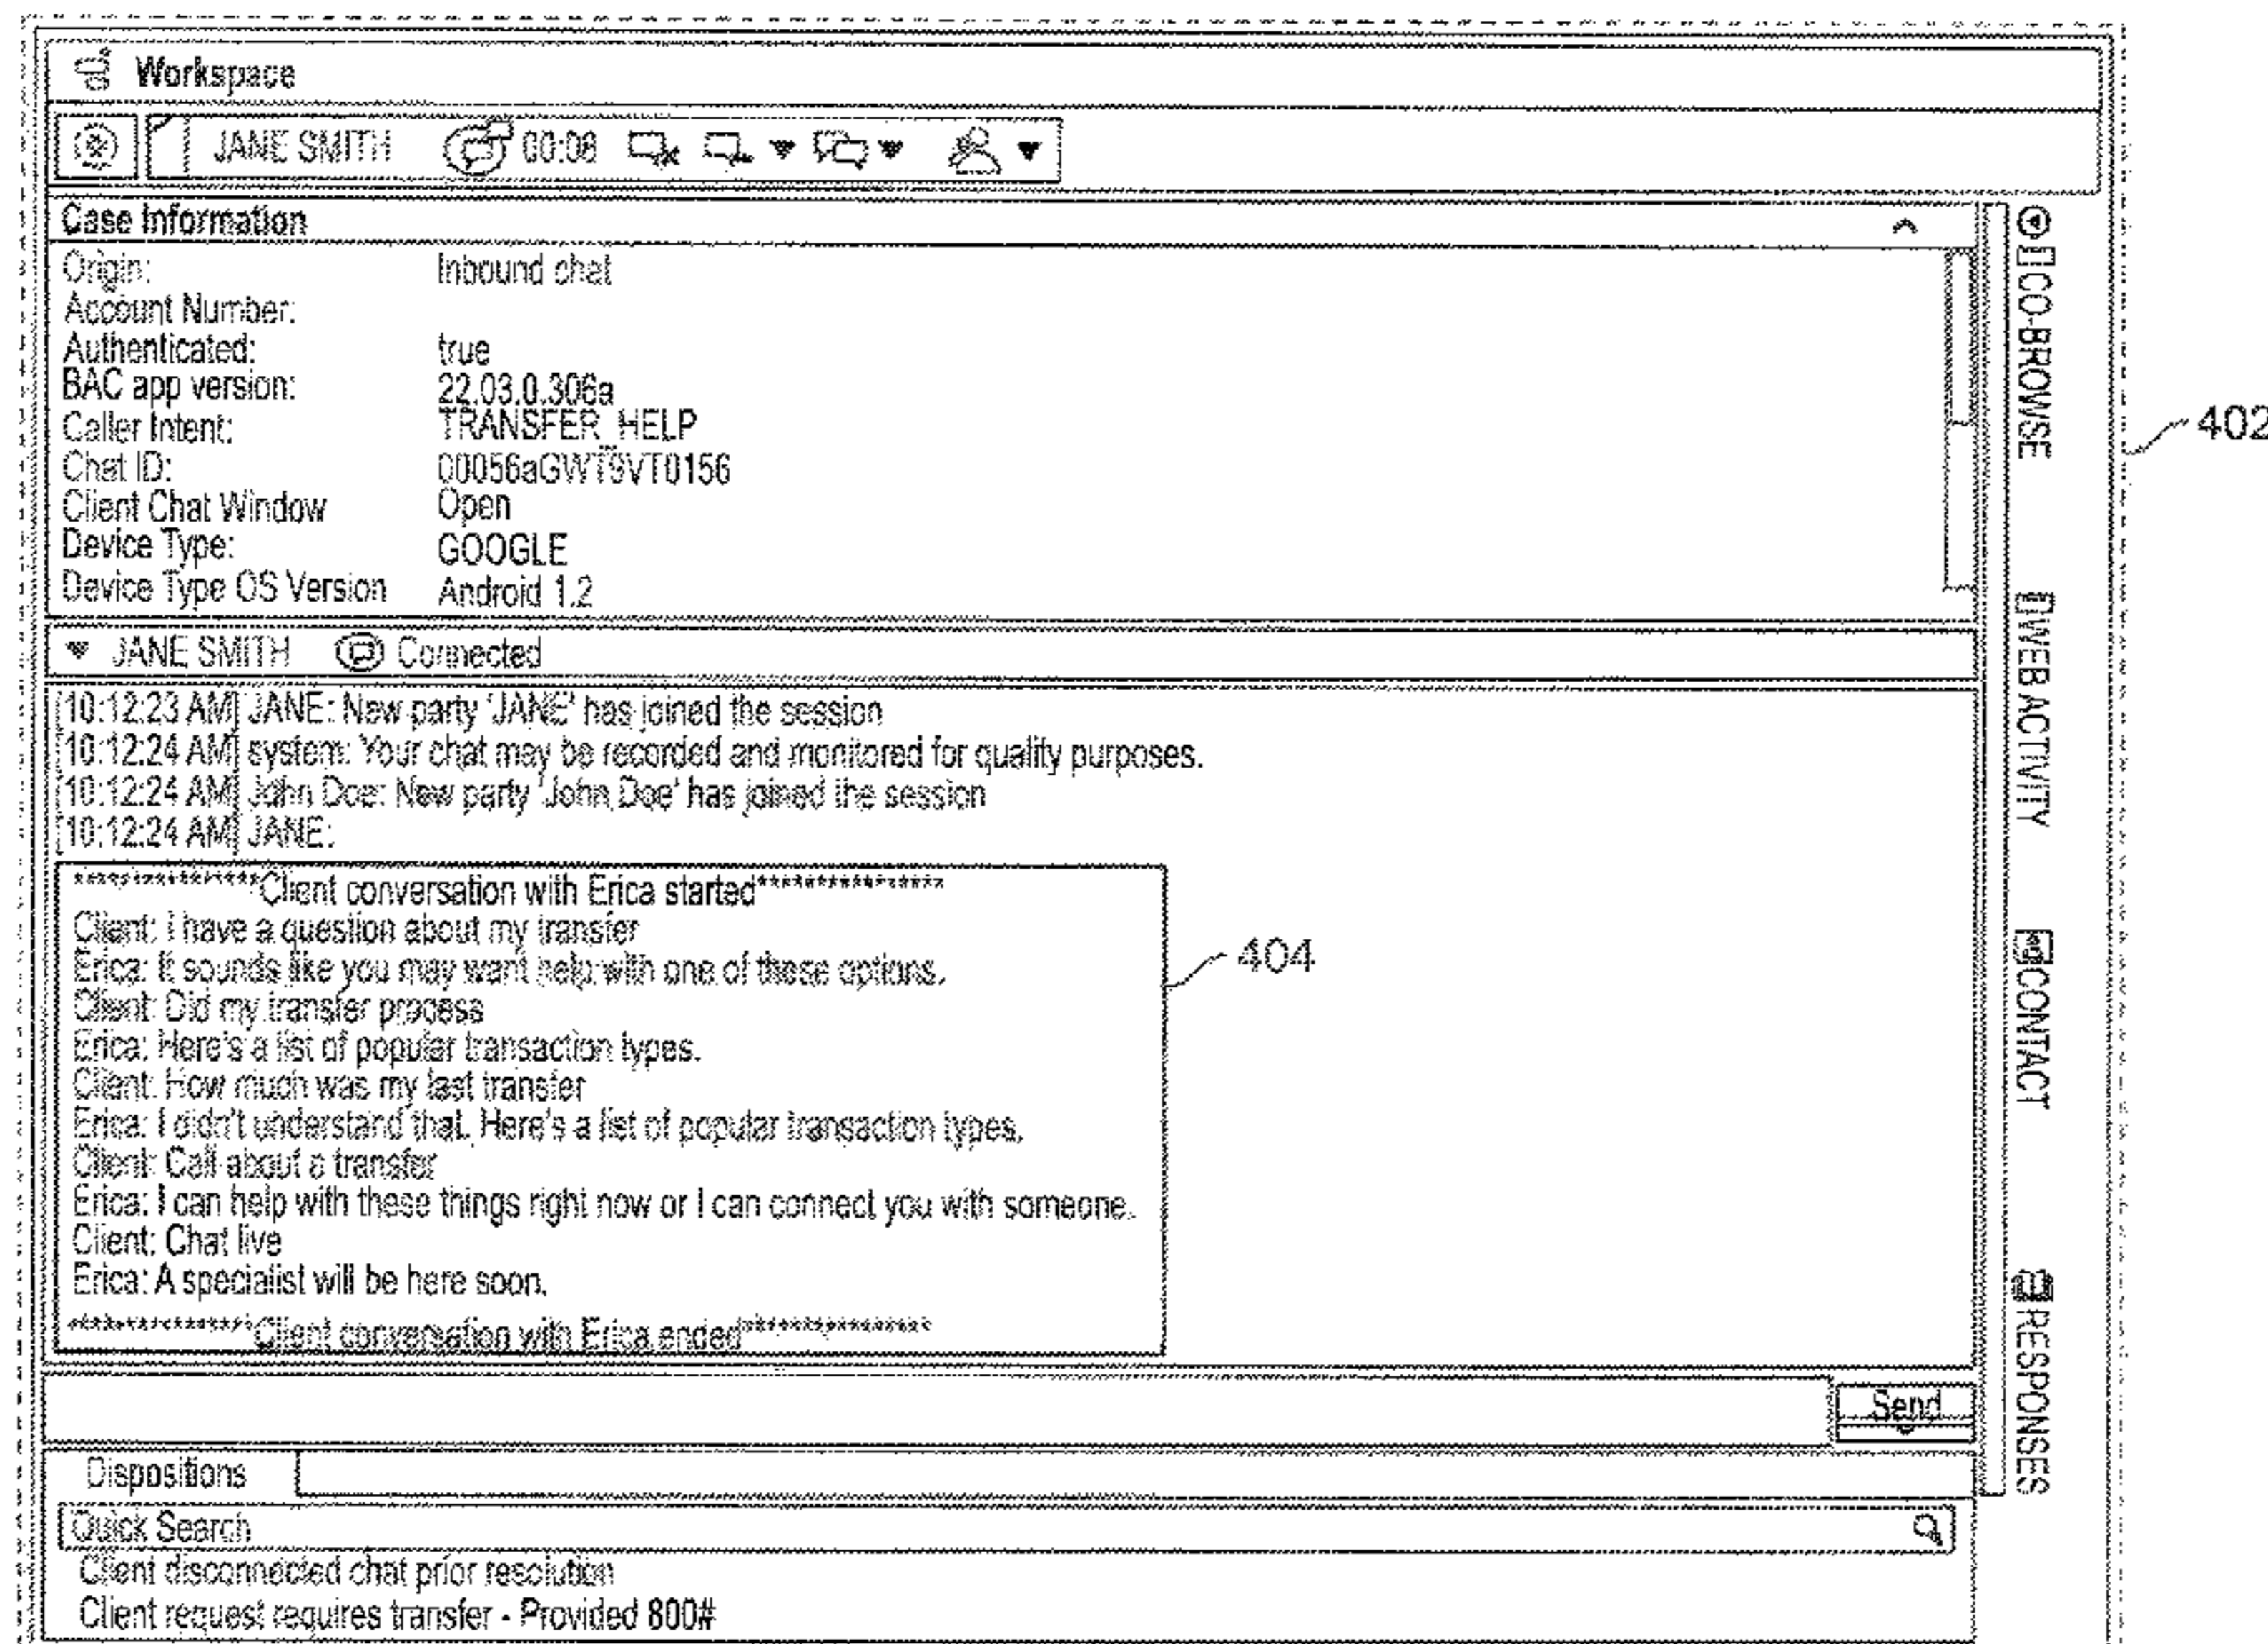 Workspace
JANE SMITH 00:08
Case Information
Origin: Inbound chat
Account Number:
Authenticated: true
BAC app version: 22.03.0.306a
Caller Intent: TRANSFER_HELP
Chat ID: 00056aGWT9VT0156
Client Chat Window Open
Device Type: GOOGLE
Device Type OS Version Android 1.2
JANE SMITH Connected
[10:12:23 AM] JANE: New party 'JANE' has joined the session
[10:12:24 AM] system: Your chat may be recorded and monitored for quality purposes.
[10:12:24 AM] John Doe: New party 'John Doe' has joined the session
[10:12:24 AM] JANE:
*****************Client conversation with Erica started*****************
Client: I have a question about my transfer
Erica: It sounds like you may want help with one of these options.
Client: Did my transfer process
Erica: Here's a list of popular transaction types.
Client: How much was my last transfer
Erica: I didn't understand that. Here's a list of popular transaction types.
Client: Call about a transfer
Erica: I can help with these things right now or I can connect you with someone.
Client: Chat live
Erica: A specialist will be here soon.
*****************Client conversation with Erica ended*****************
Send
Dispositions
Quick Search
Client disconnected chat prior resolution
Client request requires transfer - Provided 800#
CO-BROWSE
WEB ACTIVITY
CONTACT
RESPONSES
402
404